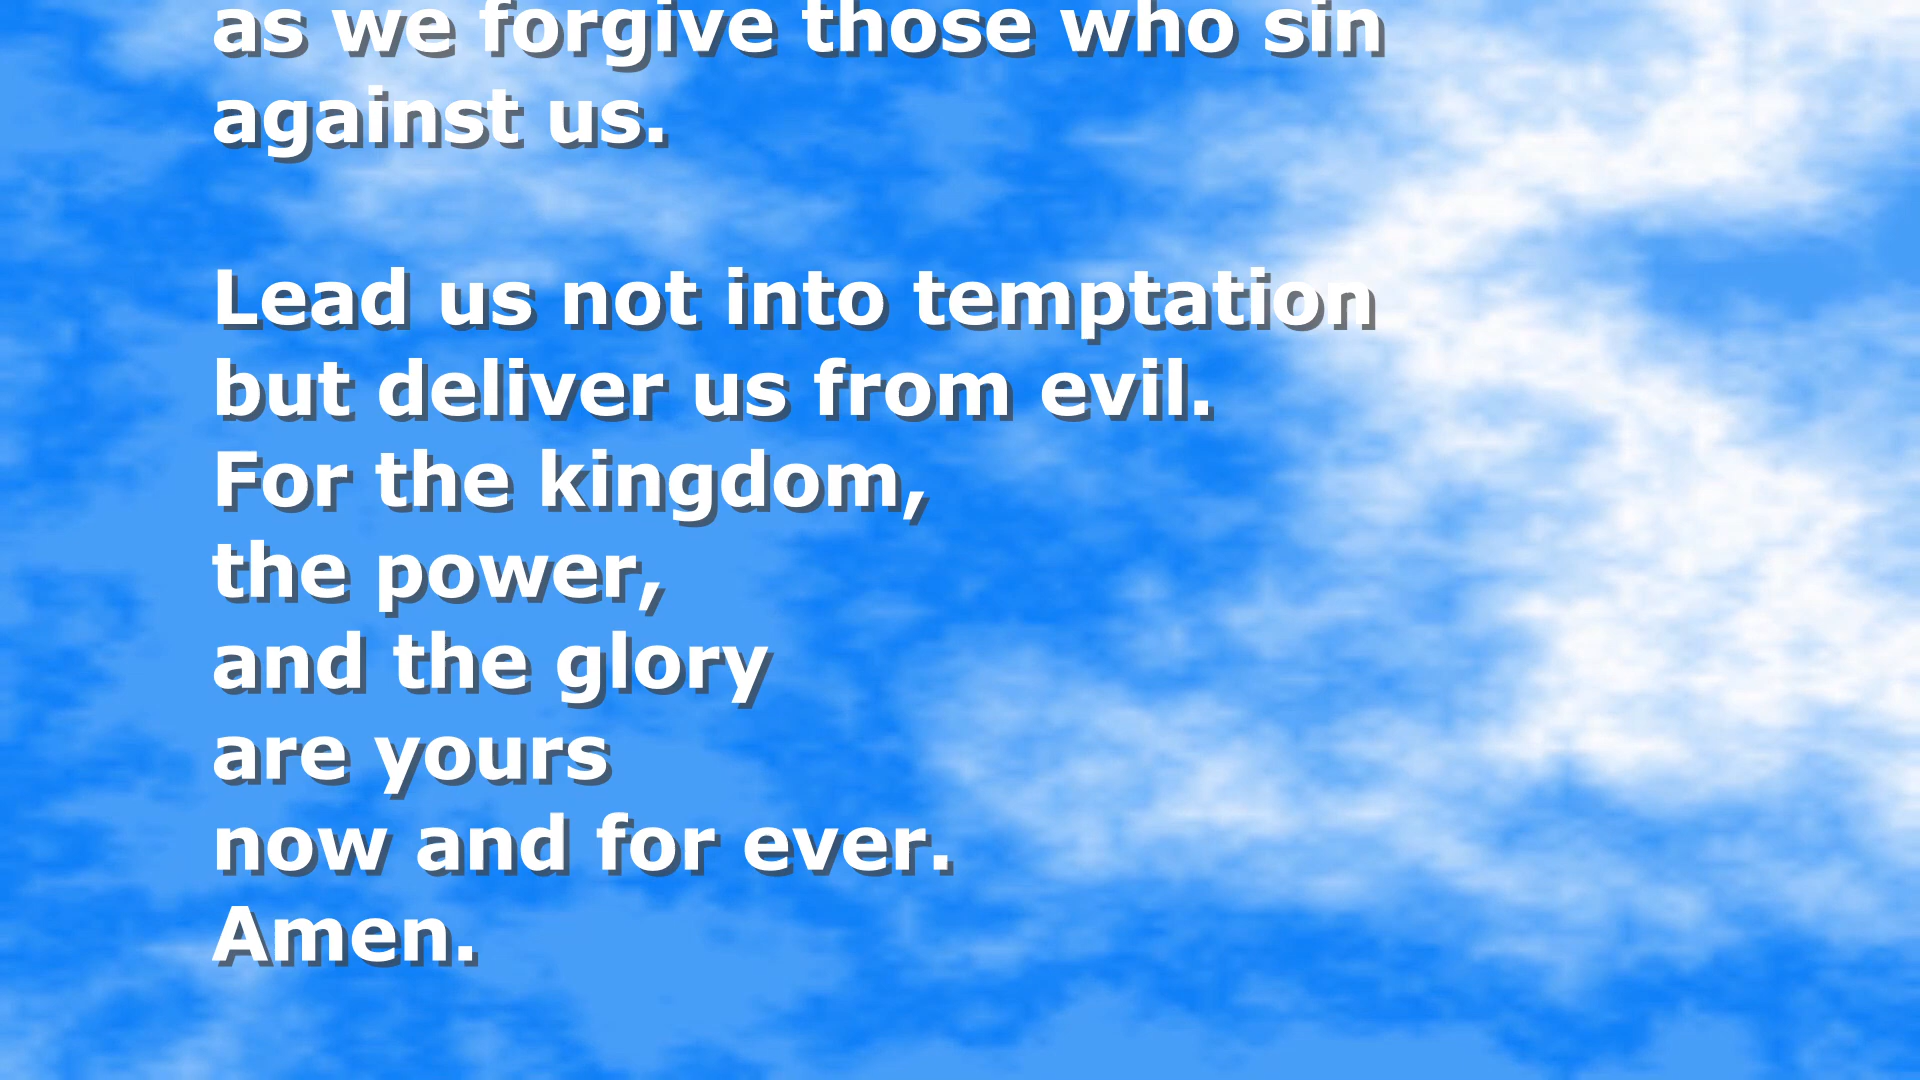 as we forgive those who sin
against us.
Lead us not into temptation
but deliver us from evil.
For the kingdom,
the power,
and the glory
are yours
now and for ever.
Amen.